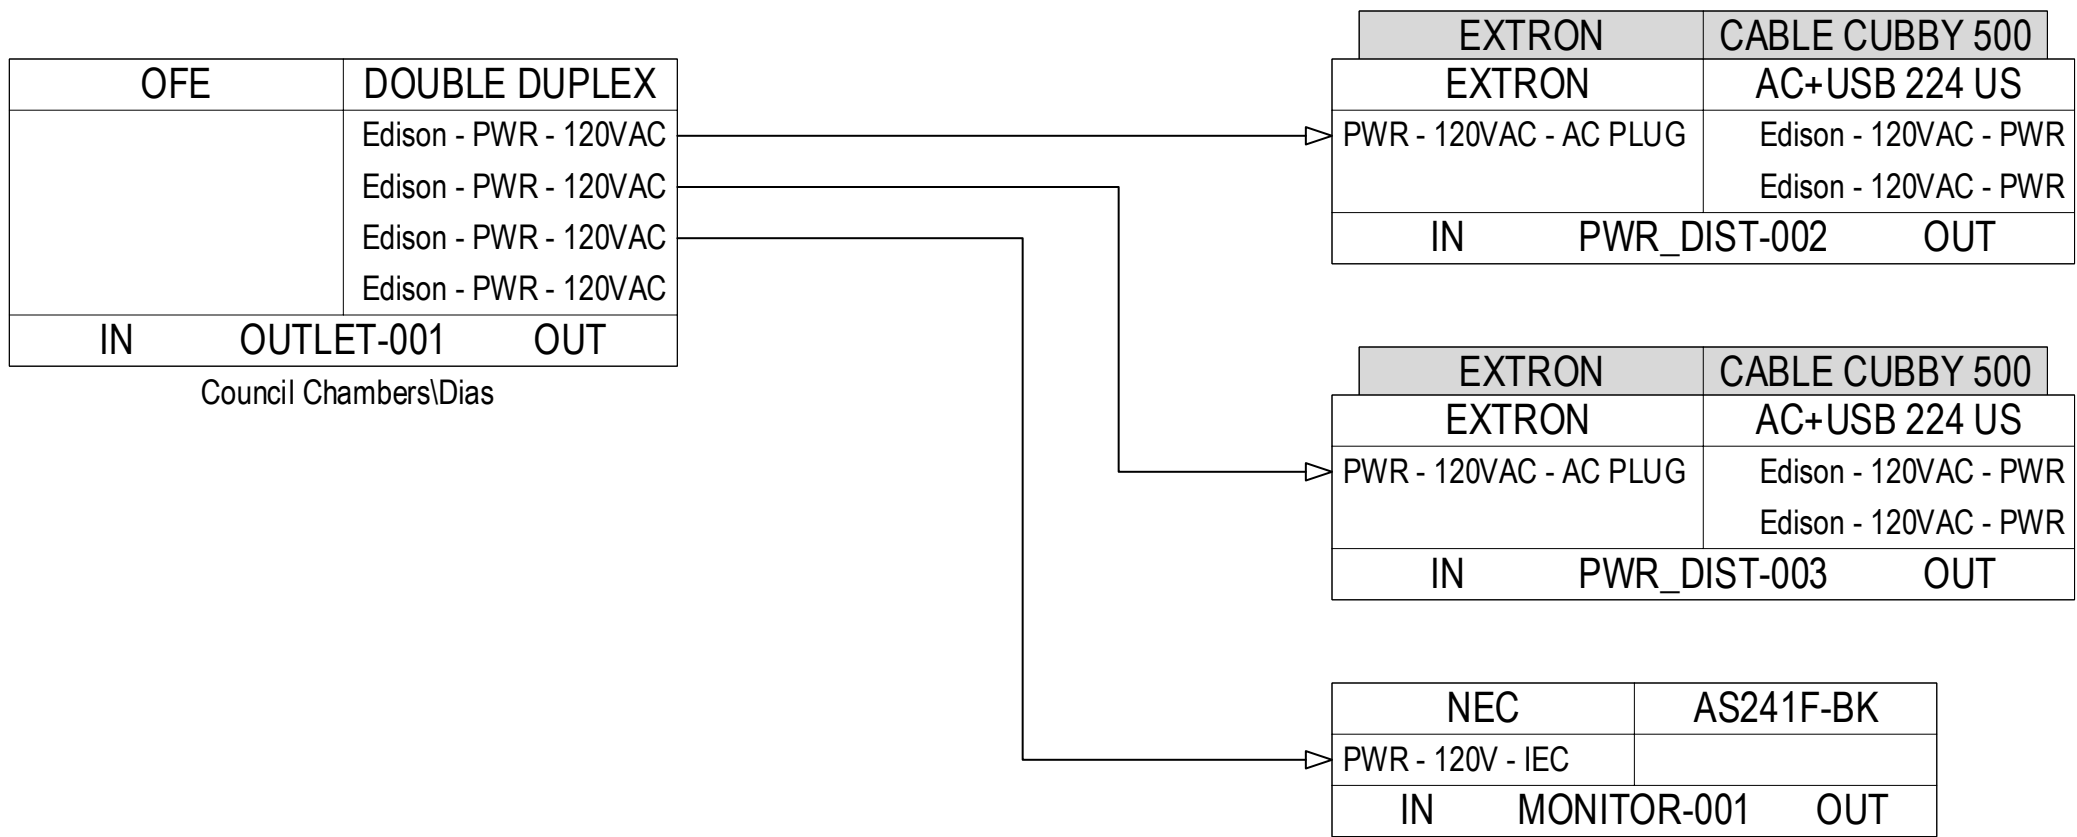 OFE DOUBLE DUPLEX
Edison - PWR - 120VAC
Edison - PWR - 120VAC
Edison - PWR - 120VAC
Edison - PWR - 120VAC
IN OUTLET-001 OUT
Council Chambers\Dias
EXTRON CABLE CUBBY 500
EXTRON AC+USB 224 US
PWR - 120VAC - AC PLUG Edison - 120VAC - PWR
Edison - 120VAC - PWR
IN PWR_DIST-002 OUT
EXTRON CABLE CUBBY 500
EXTRON AC+USB 224 US
PWR - 120VAC - AC PLUG Edison - 120VAC - PWR
Edison - 120VAC - PWR
IN PWR_DIST-003 OUT
NEC AS241F-BK
PWR - 120V - IEC
IN MONITOR-001 OUT